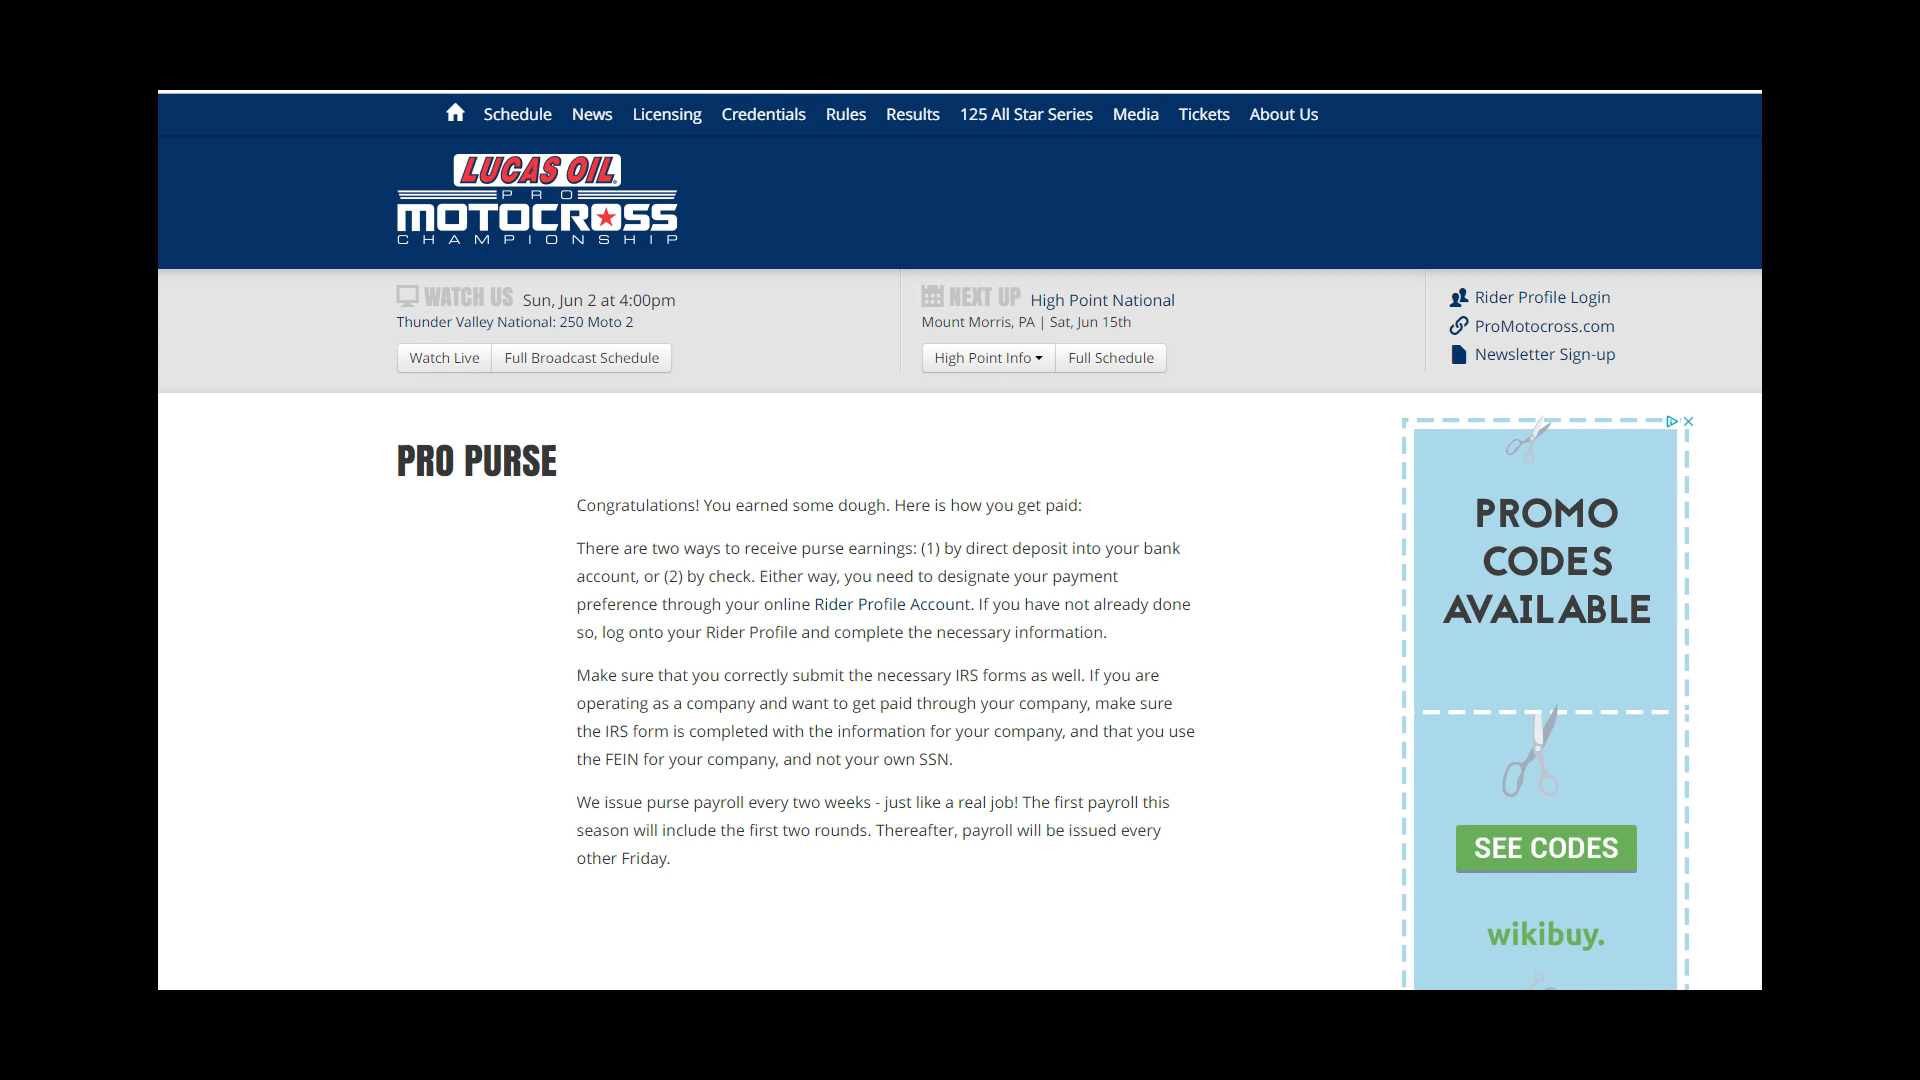 Schedule News Licensing Credentials Rules Results 125 All Star Series Media Tickets About Us
LUCAS OIL
PRO
MOTOCROSS
CHAMPIONSHIP
WATCH US Sun, Jun 2 at 4:00pm
Thunder Valley National: 250 Moto 2
Watch Live Full Broadcast Schedule
NEXT UP High Point National
Mount Morris, PA | Sat, Jun 15th
High Point Info Full Schedule
Rider Profile Login
ProMotocross.com
Newsletter Sign-up
PRO PURSE
Congratulations! You earned some dough. Here is how you get paid:
There are two ways to receive purse earnings: (1) by direct deposit into your bank
account, or (2) by check. Either way, you need to designate your payment
preference through your online Rider Profile Account. If you have not already done
so, log onto your Rider Profile and complete the necessary information.
Make sure that you correctly submit the necessary IRS forms as well. If you are
operating as a company and want to get paid through your company, make sure
the IRS form is completed with the information for your company, and that you use
the FEIN for your company, and not your own SSN.
We issue purse payroll every two weeks - just like a real job! The first payroll this
season will include the first two rounds. Thereafter, payroll will be issued every
other Friday.
PROMO
CODES
AVAILABLE
SEE CODES
wikibuy.